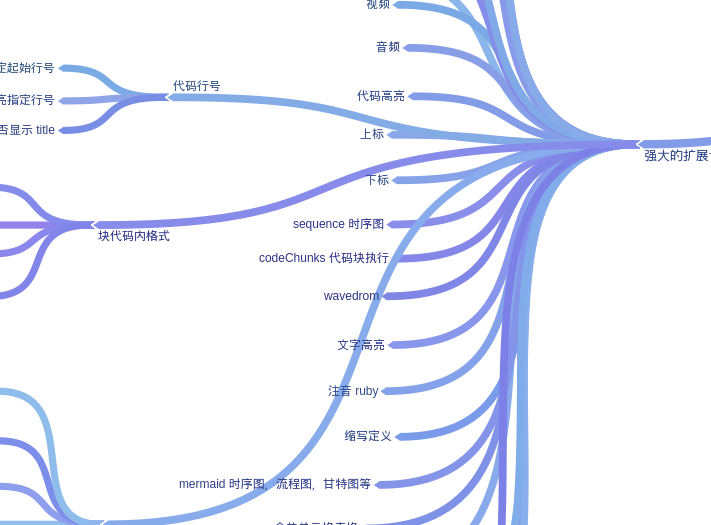 视频
音频
定起始行号
代码行号
代码高亮
亮指定行号
否显示 title
上标
强大的扩展
下标
sequence 时序图
块代码内格式
codeChunks 代码块执行
wavedrom
文字高亮
注音 ruby
缩写定义
mermaid 时序图，流程图，甘特图等